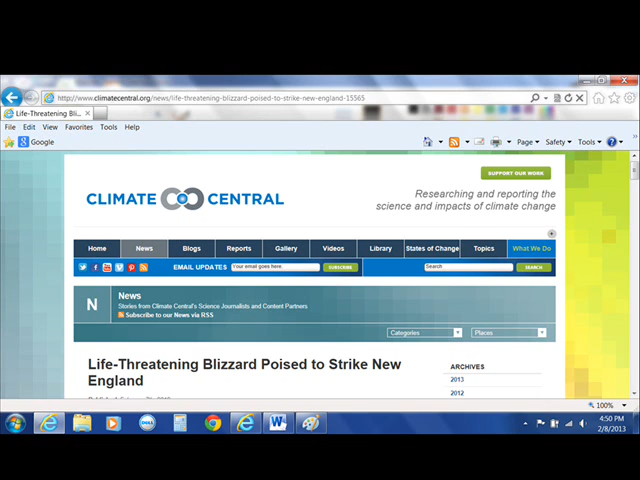 http://www.climatecentral.org/news/life-threatening-blizzard-poised-to-strike-new-england-15565
Life-Threatening Bliz...
File Edit View Favorites Tools Help
Google
Page Safety Tools
SUPPORT OUR WORK
CLIMATE CENTRAL
Researching and reporting the
science and impacts of climate change
Home News Blogs Reports Gallery Videos Library States of Change Topics What We Do
EMAIL UPDATES Your email goes here. SUBSCRIBE Search SEARCH
N
News
Stories from Climate Central's Science Journalists and Content Partners
Subscribe to our News via RSS
Categories Places
Life-Threatening Blizzard Poised to Strike New
England
ARCHIVES
2013
2012
100%
4:50 PM
2/8/2013